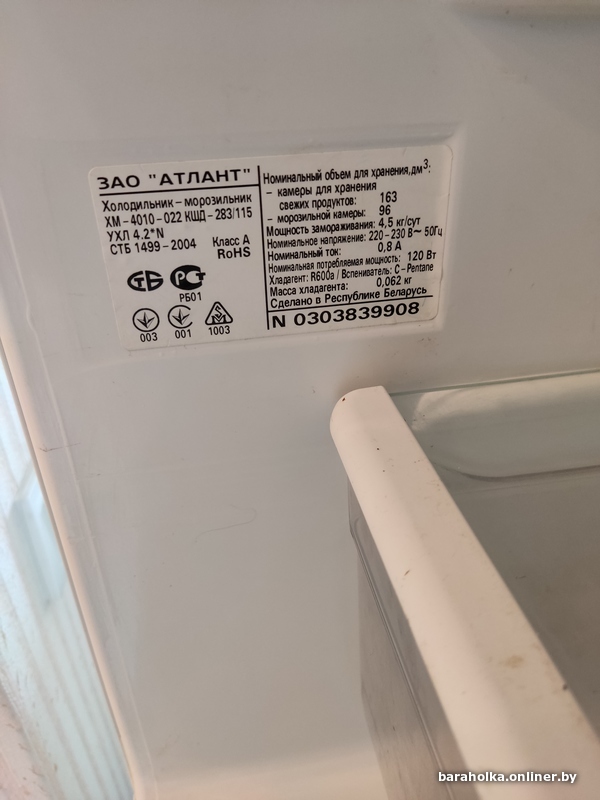 ЗАО "АТЛАНТ"
Холодильник – морозильник
ХМ – 4010 – 022 КШД – 283/115
УХЛ 4.2*N
СТБ 1499 – 2004 Класс А
RoHS
СТБ РСТ
РБ01
003 001 1003
Номинальный объем для хранения,дм³:
– камеры для хранения
свежих продуктов: 163
– морозильной камеры: 96
Мощность замораживания: 4,5 кг/сут
Номинальное напряжение: 220 – 230 В ~ 50Гц
Номинальный ток: 0,8 А
Номинальная потребляемая мощность: 120 Вт
Хладагент: R600a / Вспениватель: C – Pentane
Масса хладагента: 0,062 кг
Сделано в Республике Беларусь
N 0303839908
baraholka.onliner.by